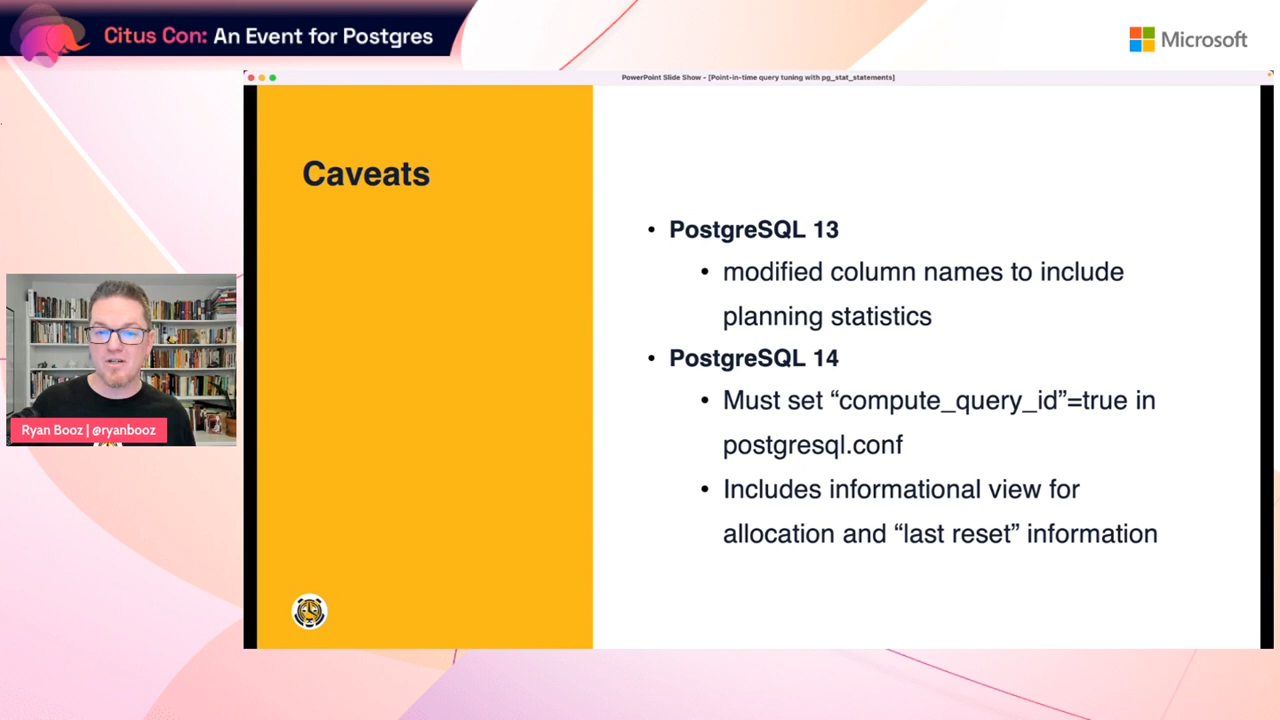 Citus Con: An Event for Postgres
Microsoft
PowerPoint Slide Show - [Point-in-time query tuning with pg_stat_statements]
Caveats
• PostgreSQL 13
• modified column names to include
planning statistics
• PostgreSQL 14
• Must set “compute_query_id”=true in
postgresql.conf
• Includes informational view for
allocation and “last reset” information
Ryan Booz | @ryanbooz